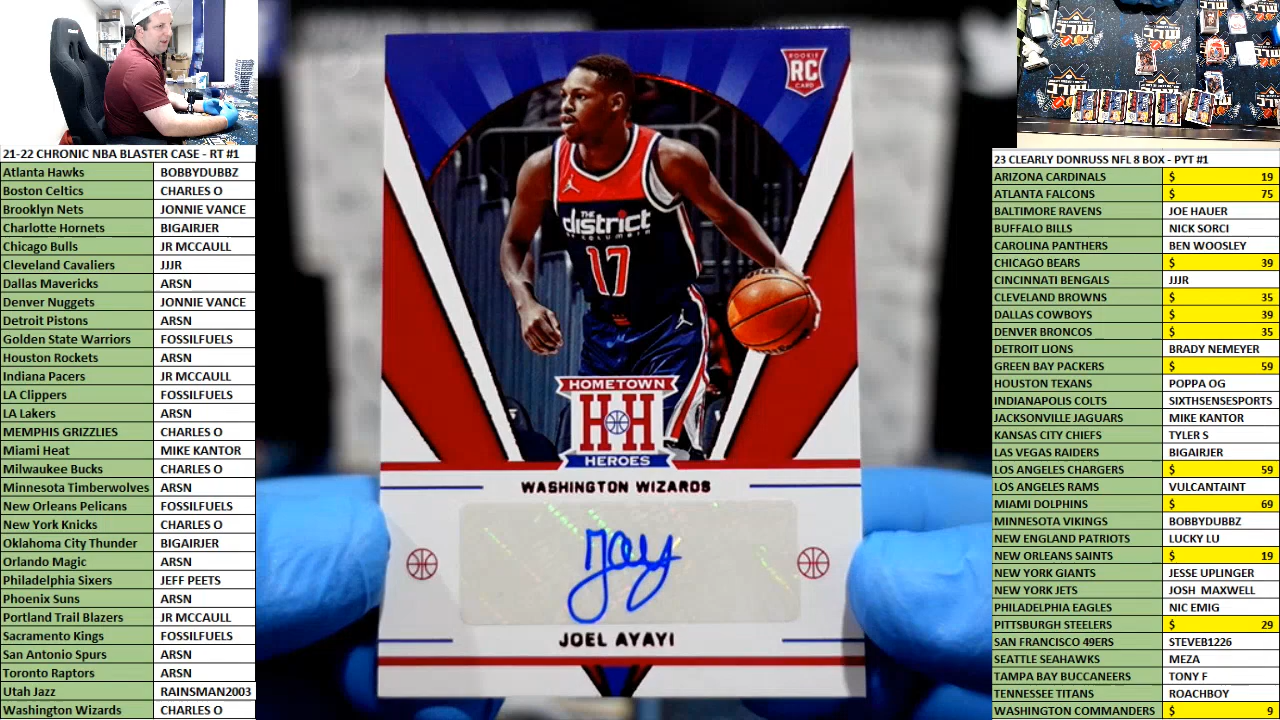 21-22 CHRONIC NBA BLASTER CASE - RT #1
Atlanta Hawks BOBBYDUBBZ
Boston Celtics CHARLES O
Brooklyn Nets JONNIE VANCE
Charlotte Hornets BIGAIRJER
Chicago Bulls JR MCCAULL
Cleveland Cavaliers JJJR
Dallas Mavericks ARSN
Denver Nuggets JONNIE VANCE
Detroit Pistons ARSN
Golden State Warriors FOSSILFUELS
Houston Rockets ARSN
Indiana Pacers JR MCCAULL
LA Clippers FOSSILFUELS
LA Lakers ARSN
MEMPHIS GRIZZLIES CHARLES O
Miami Heat MIKE KANTOR
Milwaukee Bucks CHARLES O
Minnesota Timberwolves ARSN
New Orleans Pelicans FOSSILFUELS
New York Knicks CHARLES O
Oklahoma City Thunder BIGAIRJER
Orlando Magic ARSN
Philadelphia Sixers JEFF PEETS
Phoenix Suns ARSN
Portland Trail Blazers JR MCCAULL
Sacramento Kings FOSSILFUELS
San Antonio Spurs ARSN
Toronto Raptors ARSN
Utah Jazz RAINSMAN2003
Washington Wizards CHARLES O
ROOKIE
RC
CARD
THE
district
OF COLUMBIA
17
HOMETOWN
HH
HEROES
WASHINGTON WIZARDS
Jay
JOEL AYAYI
23 CLEARLY DONRUSS NFL 8 BOX - PYT #1
ARIZONA CARDINALS $ 19
ATLANTA FALCONS $ 75
BALTIMORE RAVENS JOE HAUER
BUFFALO BILLS NICK SORCI
CAROLINA PANTHERS BEN WOOSLEY
CHICAGO BEARS $ 39
CINCINNATI BENGALS JJJR
CLEVELAND BROWNS $ 35
DALLAS COWBOYS $ 39
DENVER BRONCOS $ 35
DETROIT LIONS BRADY NEMEYER
GREEN BAY PACKERS $ 59
HOUSTON TEXANS POPPA OG
INDIANAPOLIS COLTS SIXTHSENSESPORTS
JACKSONVILLE JAGUARS MIKE KANTOR
KANSAS CITY CHIEFS TYLER S
LAS VEGAS RAIDERS BIGAIRJER
LOS ANGELES CHARGERS $ 59
LOS ANGELES RAMS VULCANTAINT
MIAMI DOLPHINS $ 69
MINNESOTA VIKINGS BOBBYDUBBZ
NEW ENGLAND PATRIOTS LUCKY LU
NEW ORLEANS SAINTS $ 19
NEW YORK GIANTS JESSE UPLINGER
NEW YORK JETS JOSH MAXWELL
PHILADELPHIA EAGLES NIC EMIG
PITTSBURGH STEELERS $ 29
SAN FRANCISCO 49ERS STEVEB1226
SEATTLE SEAHAWKS MEZA
TAMPA BAY BUCCANEERS TONY F
TENNESSEE TITANS ROACHBOY
WASHINGTON COMMANDERS $ 9